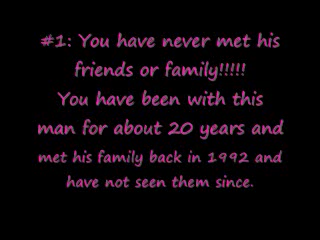 #1: You have never met his
friends or family!!!!!
You have been with this
man for about 20 years and
met his family back in 1992 and
have not seen them since.